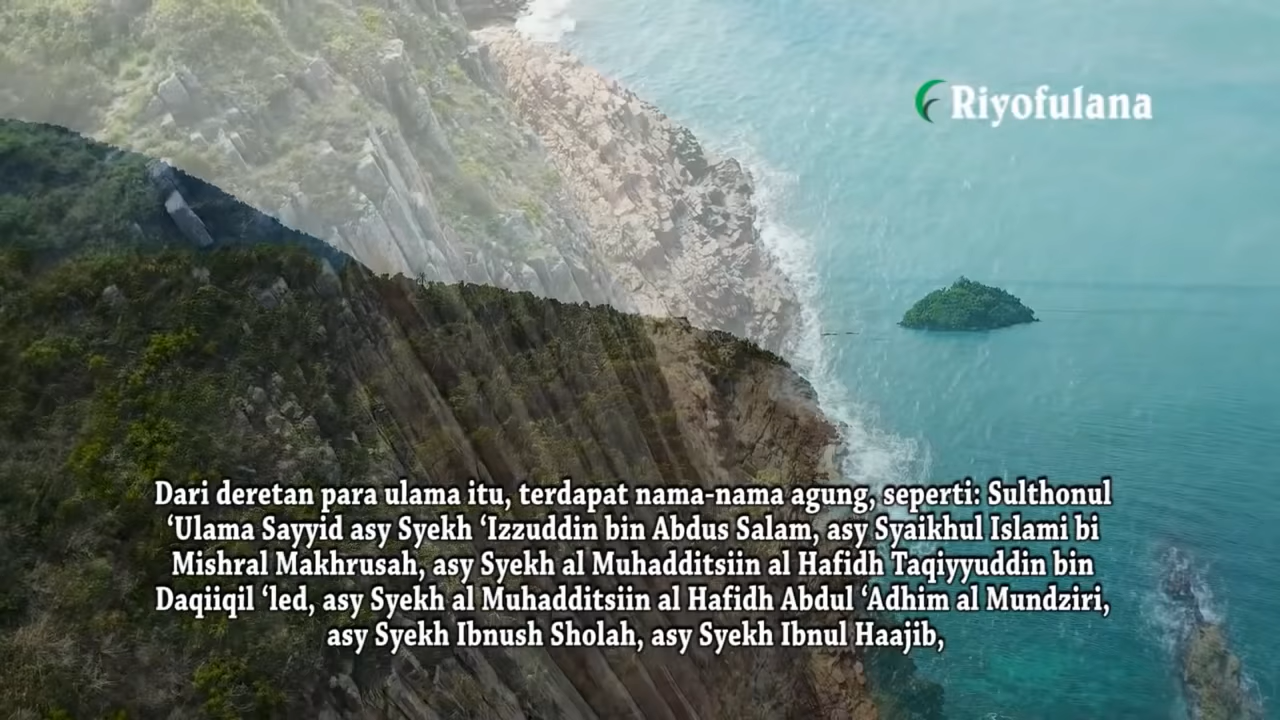 Riyofulana
Dari deretan para ulama itu, terdapat nama-nama agung, seperti: Sulthonul
‘Ulama Sayyid asy Syekh ‘Izzuddin bin Abdus Salam, asy Syaikhul Islami bi
Mishral Makhrusah, asy Syekh al Muhadditsiin al Hafidh Taqiyyuddin bin
Daqiiqil ‘led, asy Syekh al Muhadditsiin al Hafidh Abdul ‘Adhim al Mundziri,
asy Syekh Ibnush Sholah, asy Syekh Ibnul Haajib,